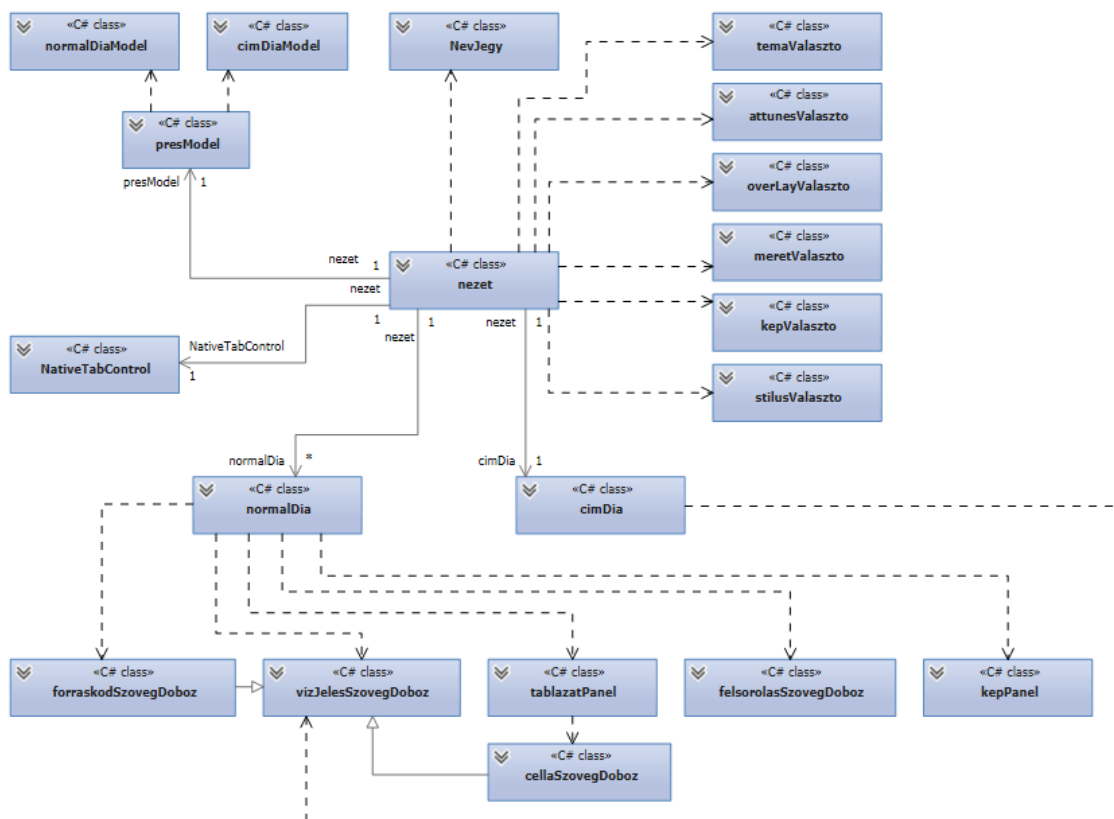 «C# class»
normalDiaModel
«C# class»
cimDiaModel
«C# class»
NevJegy
«C# class»
temaValaszto
«C# class»
attunesValaszto
«C# class»
presModel
presModel 1
«C# class»
overLayValaszto
«C# class»
meretValaszto
nezet 1
«C# class»
nezet
nezet
1
1
nezet
nezet 1
«C# class»
kepValaszto
«C# class»
NativeTabControl
NativeTabControl
1
«C# class»
stilusValaszto
normalDia *
cimDia 1
«C# class»
normalDia
«C# class»
cimDia
«C# class»
forraskodSzovegDoboz
«C# class»
vizJelesSzovegDoboz
«C# class»
tablazatPanel
«C# class»
felsorolasSzovegDoboz
«C# class»
kepPanel
«C# class»
cellaSzovegDoboz